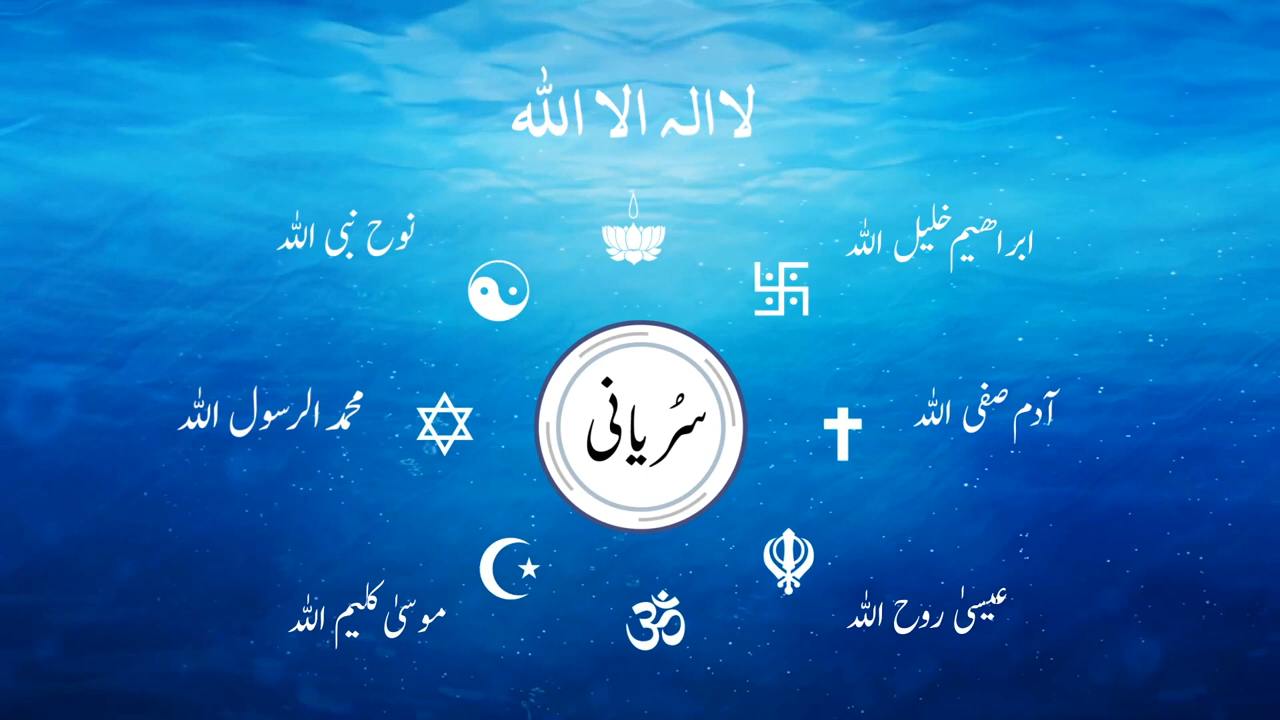 لا الہ الا اللہ
ابراھیم خلیل اللہ
نوح نبی اللہ
آدم صفی اللہ
سُریانی
محمد الرسول اللہ
عیسیٰ روح اللہ
موسیٰ کلیم اللہ